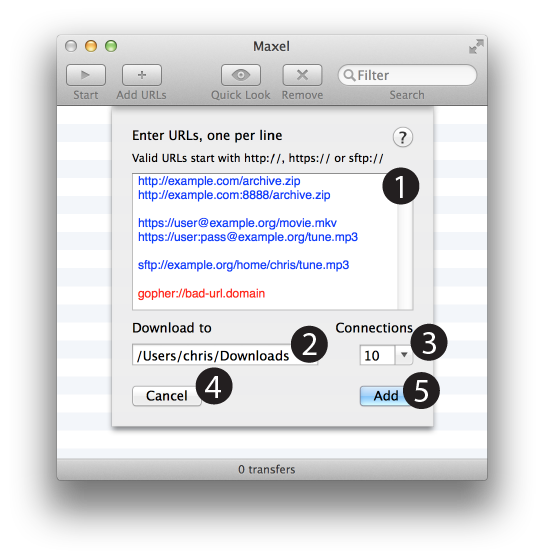 Maxel
Start
Add URLs
Quick Look
Remove
Filter
Search
Enter URLs, one per line
?
Valid URLs start with http://, https:// or sftp://
1
http://example.com/archive.zip
http://example.com:8888/archive.zip
https://user@example.org/movie.mkv
https://user:pass@example.org/tune.mp3
sftp://example.org/home/chris/tune.mp3
gopher://bad-url.domain
Download to
Connections
2
3
/Users/chris/Downloads
10
4
5
Cancel
Add
0 transfers